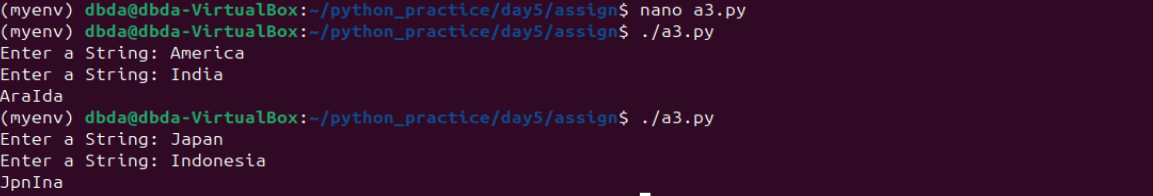 (myenv) dbda@dbda-VirtualBox:~/python_practice/day5/assign$ nano a3.py
(myenv) dbda@dbda-VirtualBox:~/python_practice/day5/assign$ ./a3.py
Enter a String: America
Enter a String: India
AraIda
(myenv) dbda@dbda-VirtualBox:~/python_practice/day5/assign$ ./a3.py
Enter a String: Japan
Enter a String: Indonesia
JpnIna